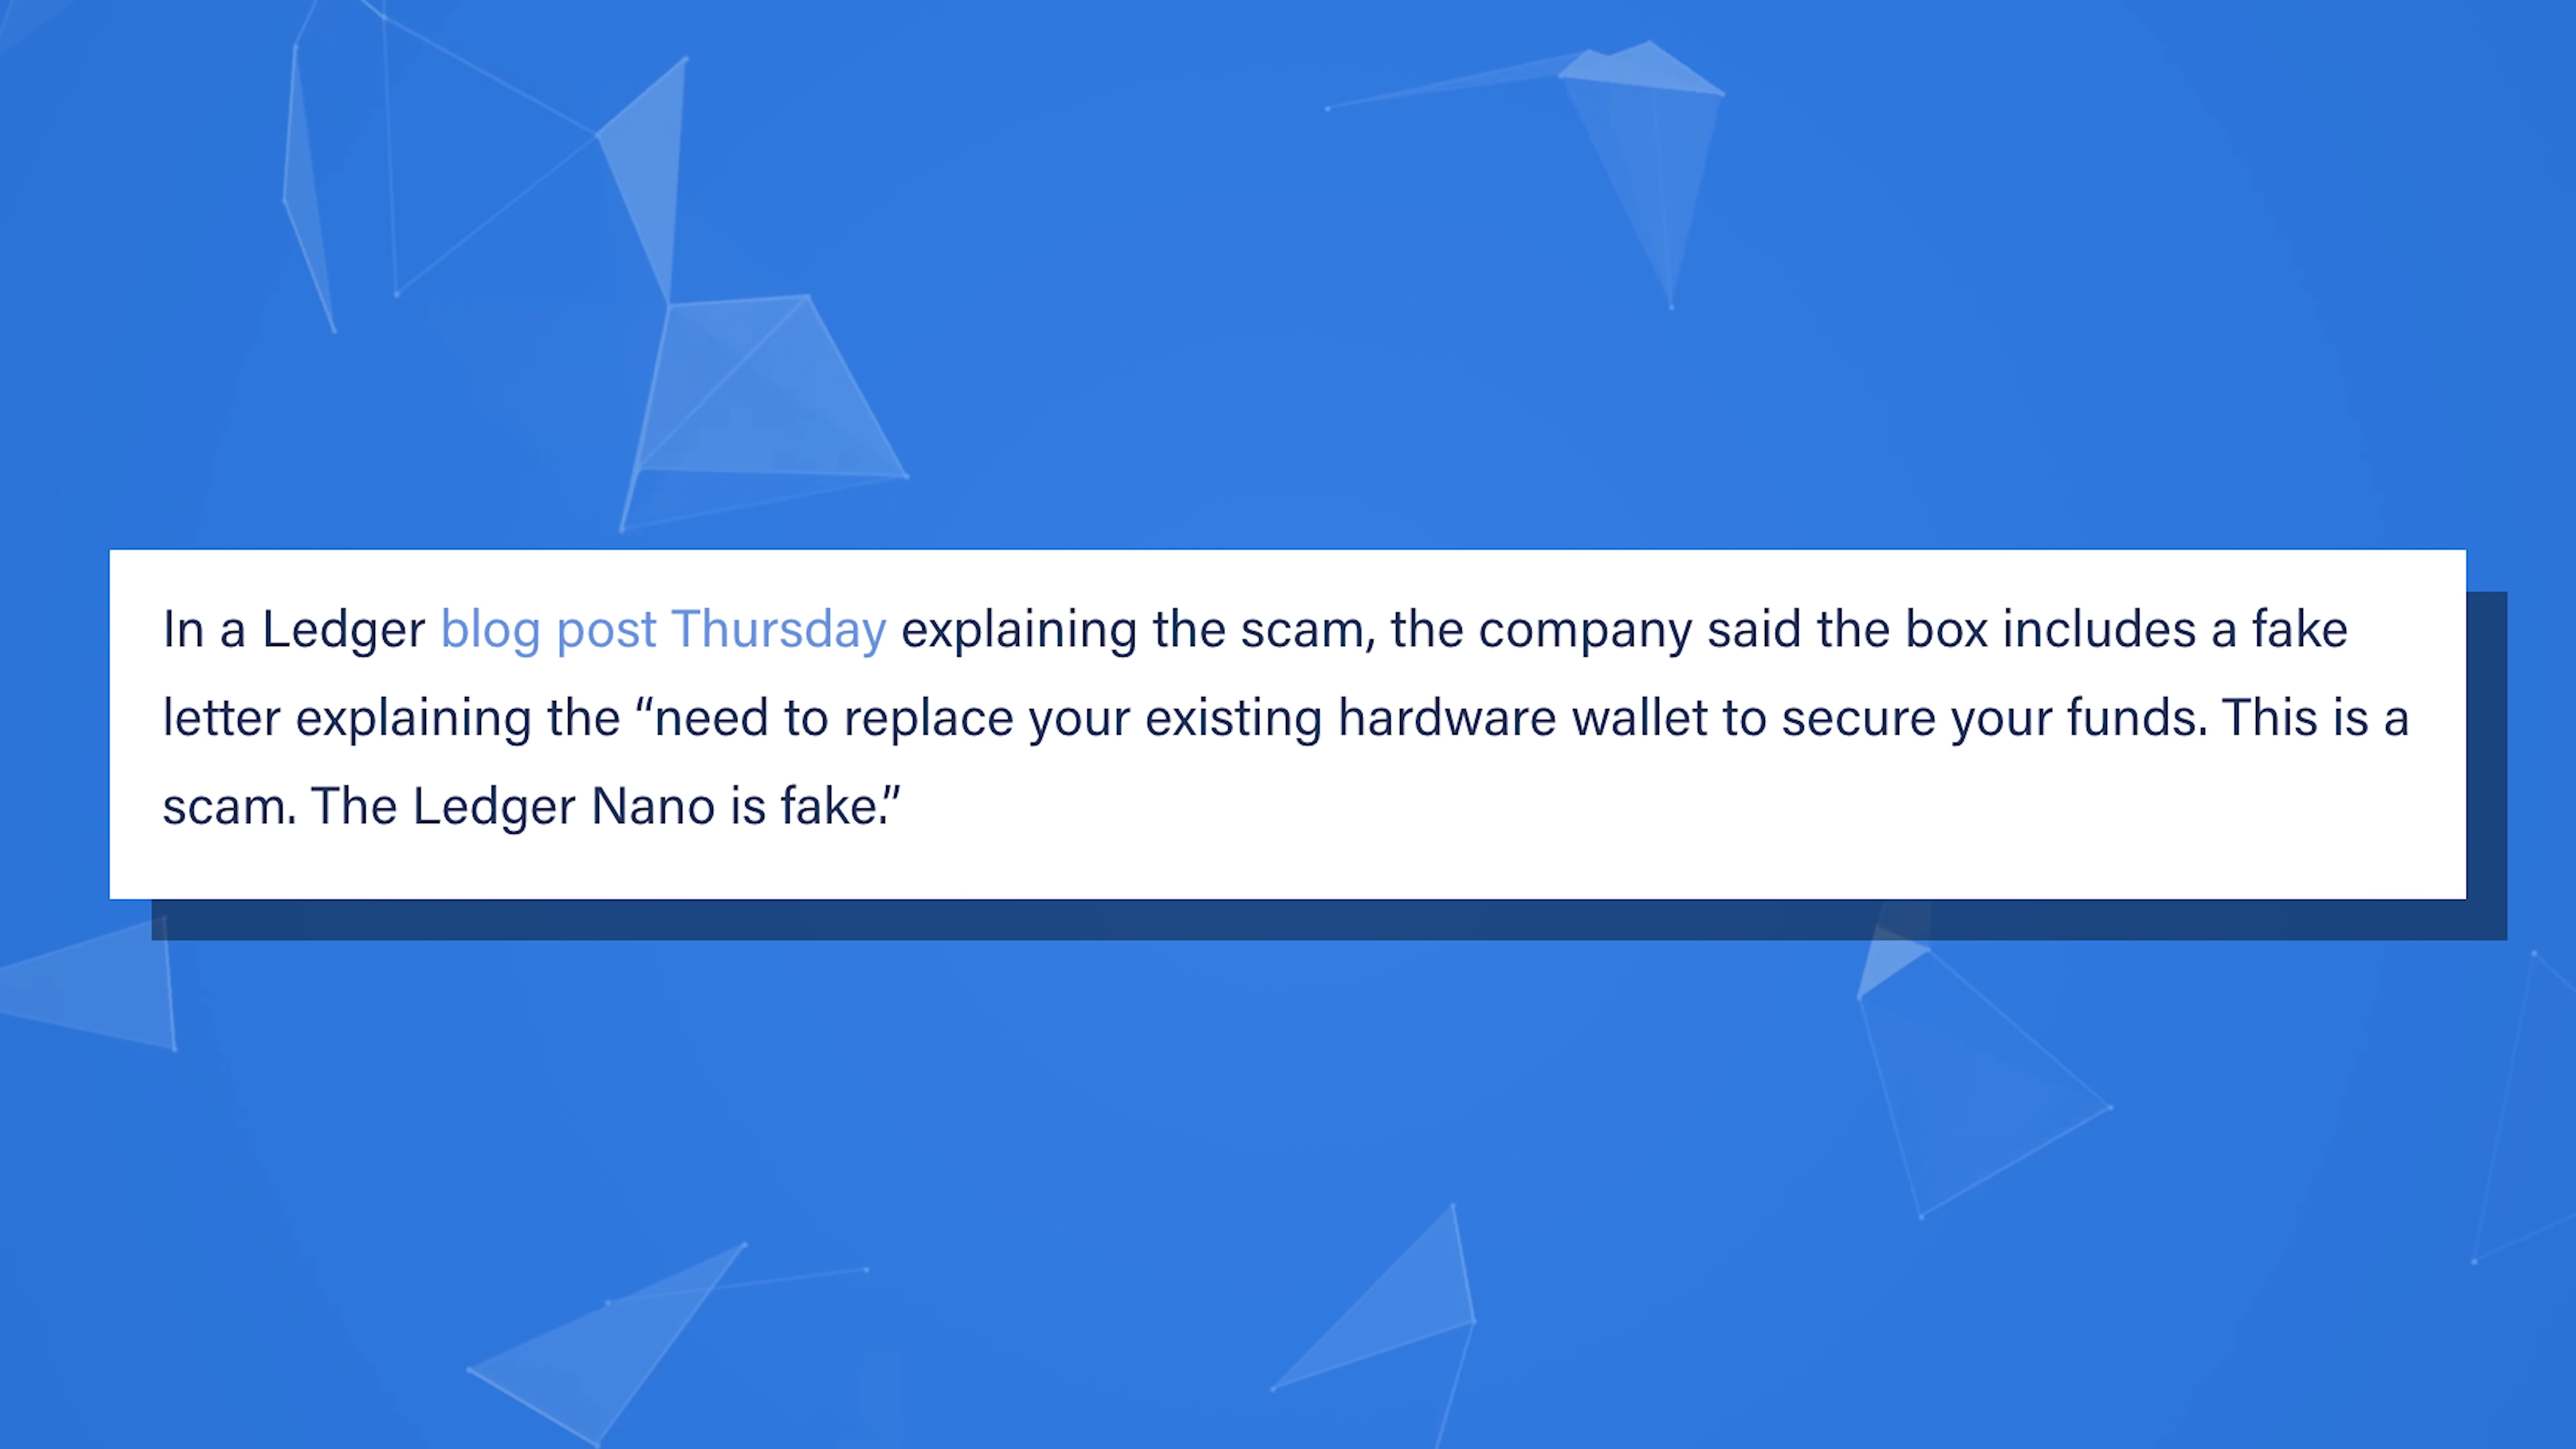 In a Ledger blog post Thursday explaining the scam, the company said the box includes a fake
letter explaining the “need to replace your existing hardware wallet to secure your funds. This is a
scam. The Ledger Nano is fake.”